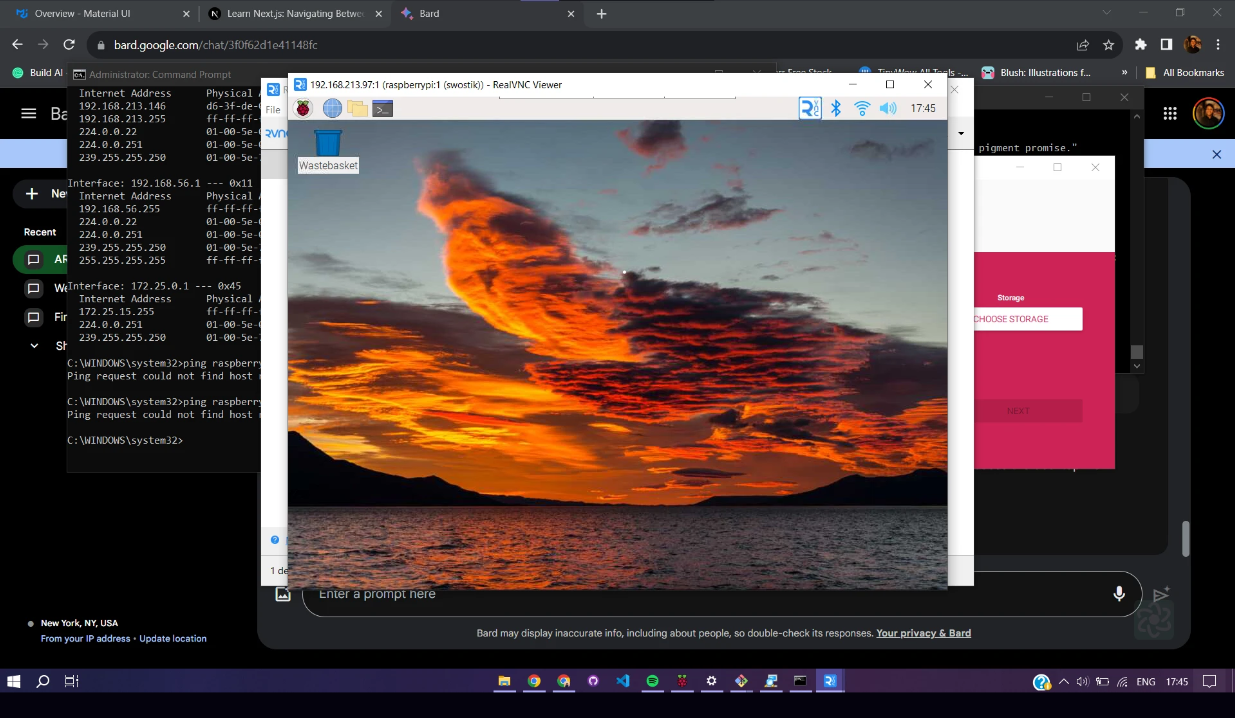 Overview - Material UI
Learn Next.js: Navigating Betwe
Bard
bard.google.com/chat/3f0f62d1e41148fc
Build AI
Free Stock
TinyWow All Tools -...
Blush: Illustrations f...
»
All Bookmarks
Administrator: Command Prompt
Internet Address Physical A
192.168.213.146 d6-3f-de-
192.168.213.255 ff-ff-ff-
224.0.0.22 01-00-5e-
224.0.0.251 01-00-5e-
239.255.255.250 01-00-5e-
Interface: 192.168.56.1 --- 0x11
Internet Address Physical A
192.168.56.255 ff-ff-ff-
224.0.0.22 01-00-5e-
224.0.0.251 01-00-5e-
239.255.255.250 01-00-5e-
255.255.255.255 ff-ff-ff-
Interface: 172.25.0.1 --- 0x45
Internet Address Physical A
172.25.15.255 ff-ff-ff-
224.0.0.251 01-00-5e-
239.255.255.250 01-00-5e-
C:\WINDOWS\system32>ping raspberry
Ping request could not find host
C:\WINDOWS\system32>ping raspberry
Ping request could not find host
C:\WINDOWS\system32>
Ba
Ne
Recent
AR
We
Fin
Sh
File
1 de
192.168.213.97:1 (raspberrypi:1 (swostik)) - RealVNC Viewer
17:45
Wastebasket
pigment promise."
Storage
CHOOSE STORAGE
NEXT
Enter a prompt here
Bard may display inaccurate info, including about people, so double-check its responses. Your privacy & Bard
New York, NY, USA
From your IP address • Update location
ENG 17:45